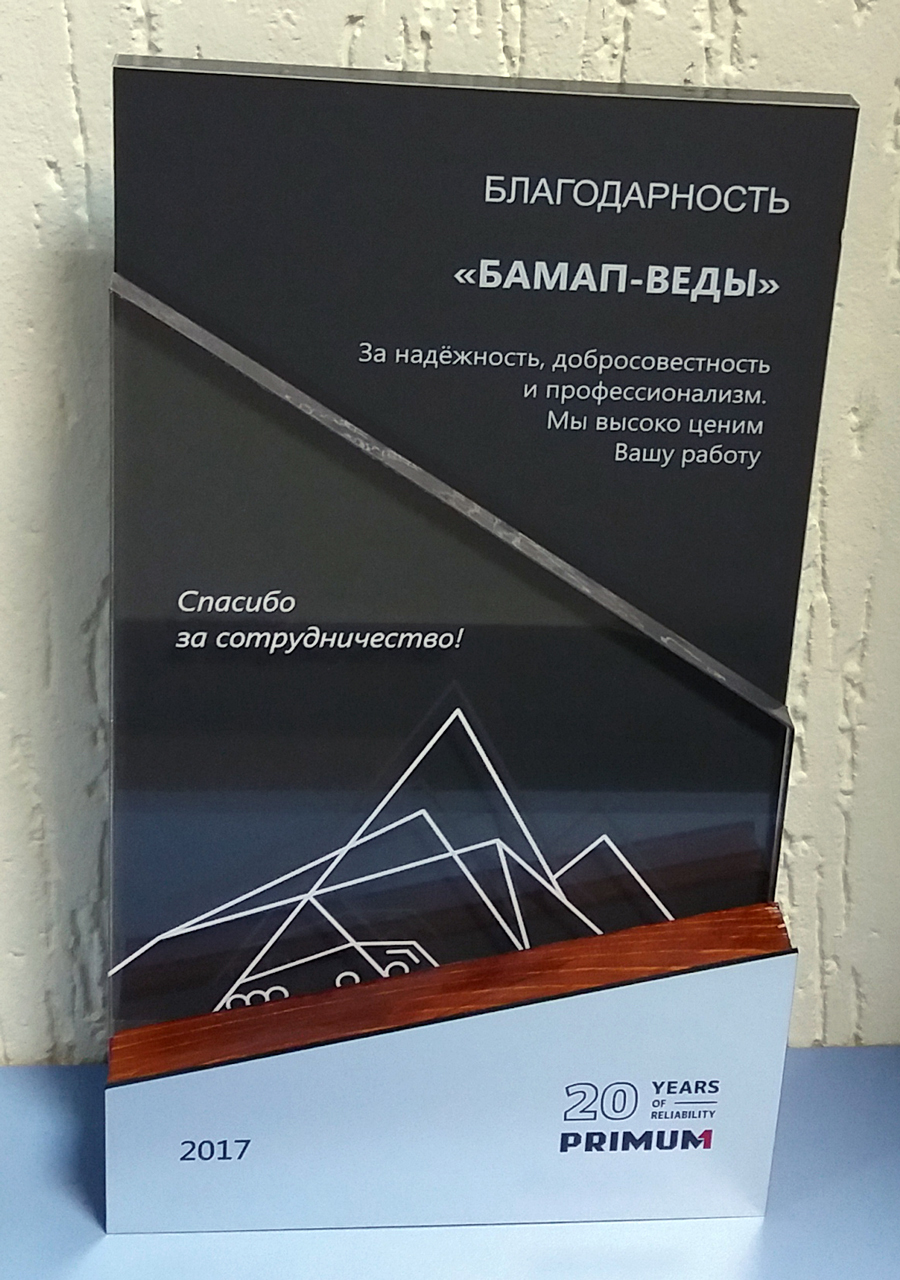 БЛАГОДАРНОСТЬ
«БАМАП-ВЕДЫ»
За надёжность, добросовестность
и профессионализм.
Мы высоко ценим
Вашу работу
Спасибо
за сотрудничество!
2017
20 YEARS
OF
RELIABILITY
PRIMUM1